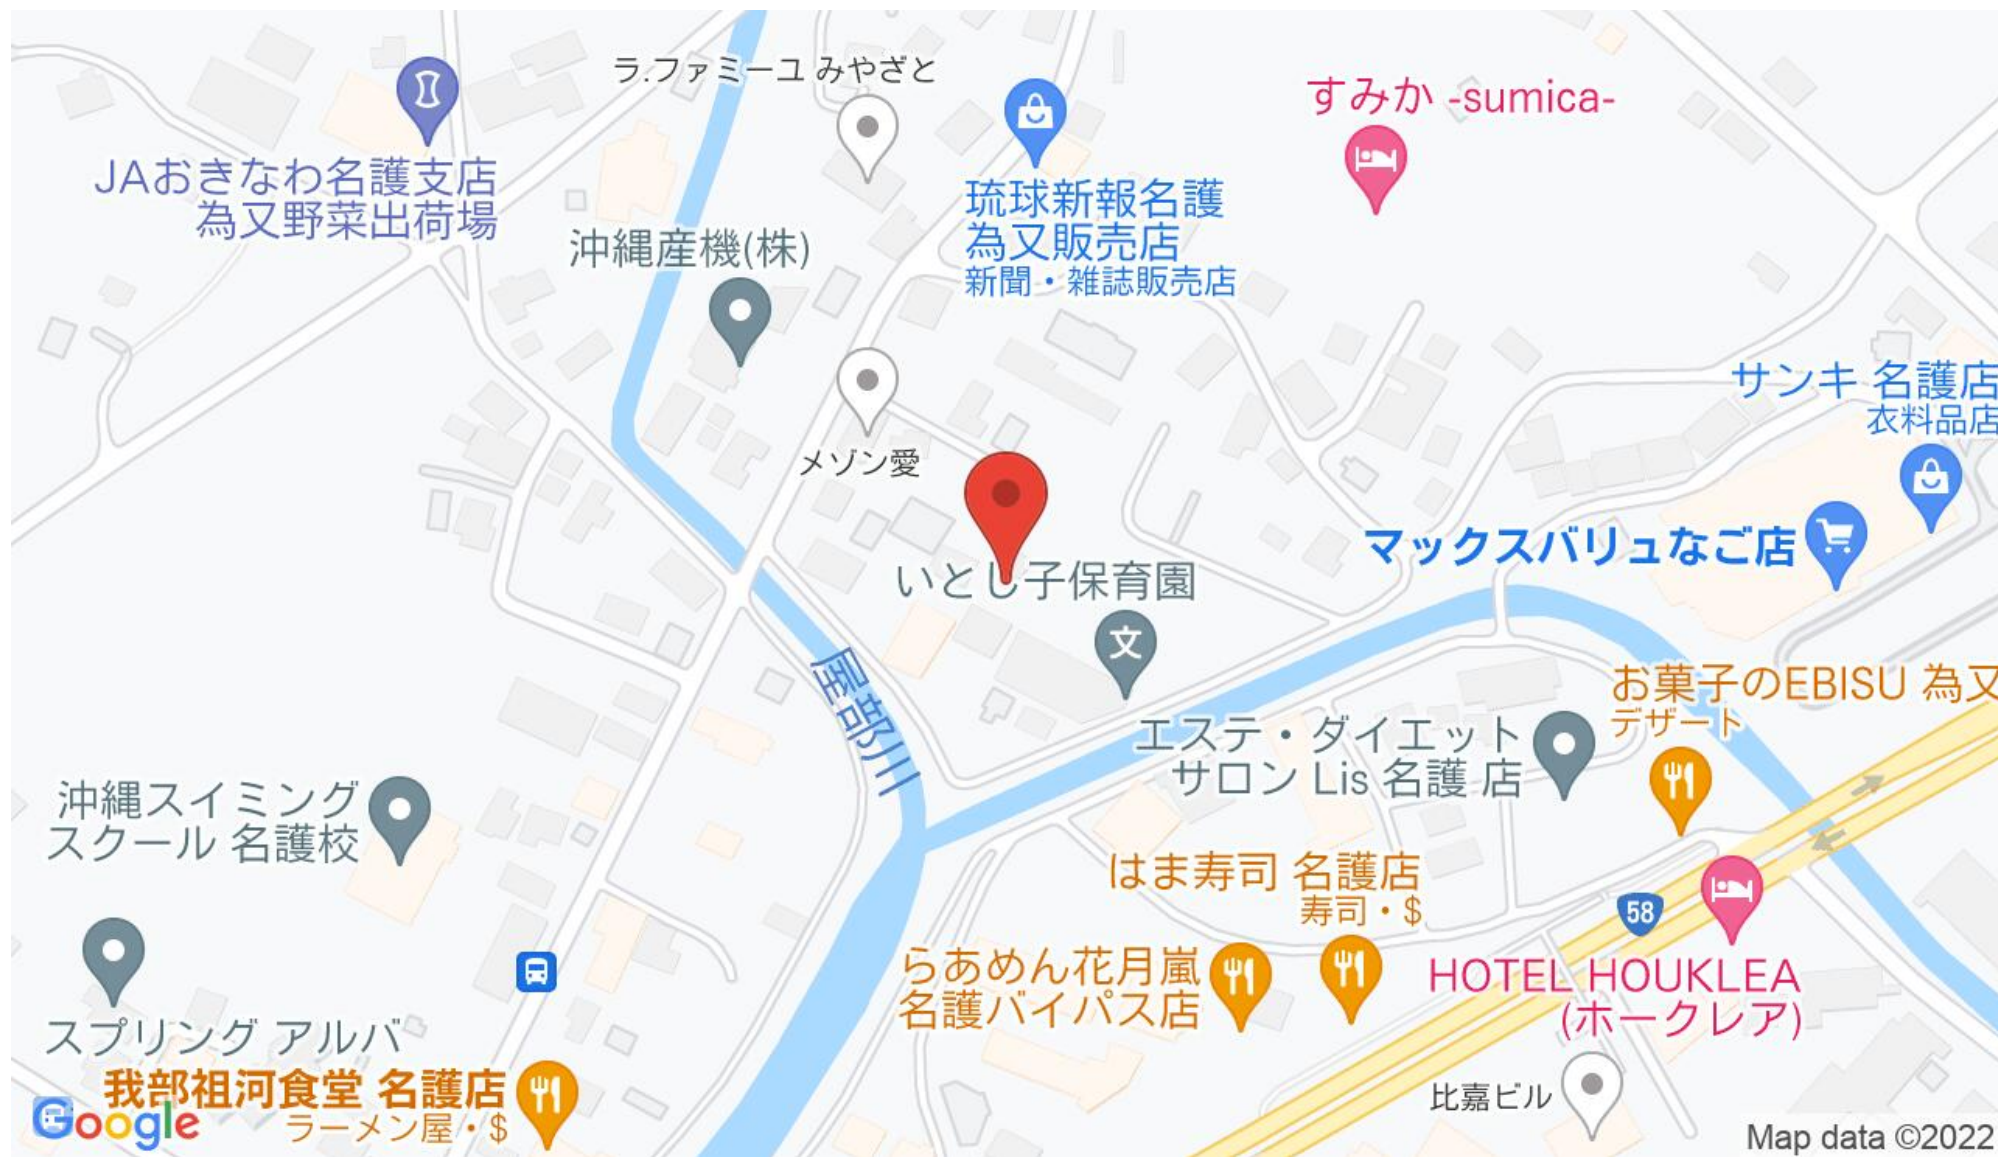 ラ.ファミーユ みやざと
すみか -sumica-
JAおきなわ名護支店
為又野菜出荷場
琉球新報名護
為又販売店
新聞・雑誌販売店
沖縄産機(株)
サンキ 名護店
衣料品店
メゾン愛
マックスバリュなご店
いとし子保育園
文
屋部川
お菓子のEBISU 為又
デザート
エステ・ダイエット
サロン Lis 名護 店
沖縄スイミング
スクール 名護校
はま寿司 名護店
寿司・$
58
らあめん花月嵐
名護バイパス店
HOTEL HOUKLEA
(ホークレア)
スプリング アルバ
我部祖河食堂 名護店
ラーメン屋・$
比嘉ビル
Google
Map data ©2022